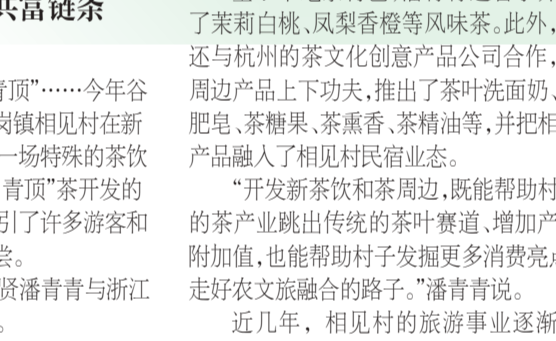 共富链条
青顶”……今年谷
岗镇相见村在新
一场特殊的茶饮
青顶”茶开发的
引了许多游客和
尝。
贤潘青青与浙江
。
了茉莉白桃、凤梨香橙等风味茶。此外，
还与杭州的茶文化创意产品公司合作，
周边产品上下功夫，推出了茶叶洗面奶、
肥皂、茶糖果、茶熏香、茶精油等，并把相
产品融入了相见村民宿业态。
“开发新茶饮和茶周边，既能帮助村
的茶产业跳出传统的茶叶赛道、增加产
附加值，也能帮助村子发掘更多消费亮点
走好农文旅融合的路子。”潘青青说。
近几年，相见村的旅游事业逐渐